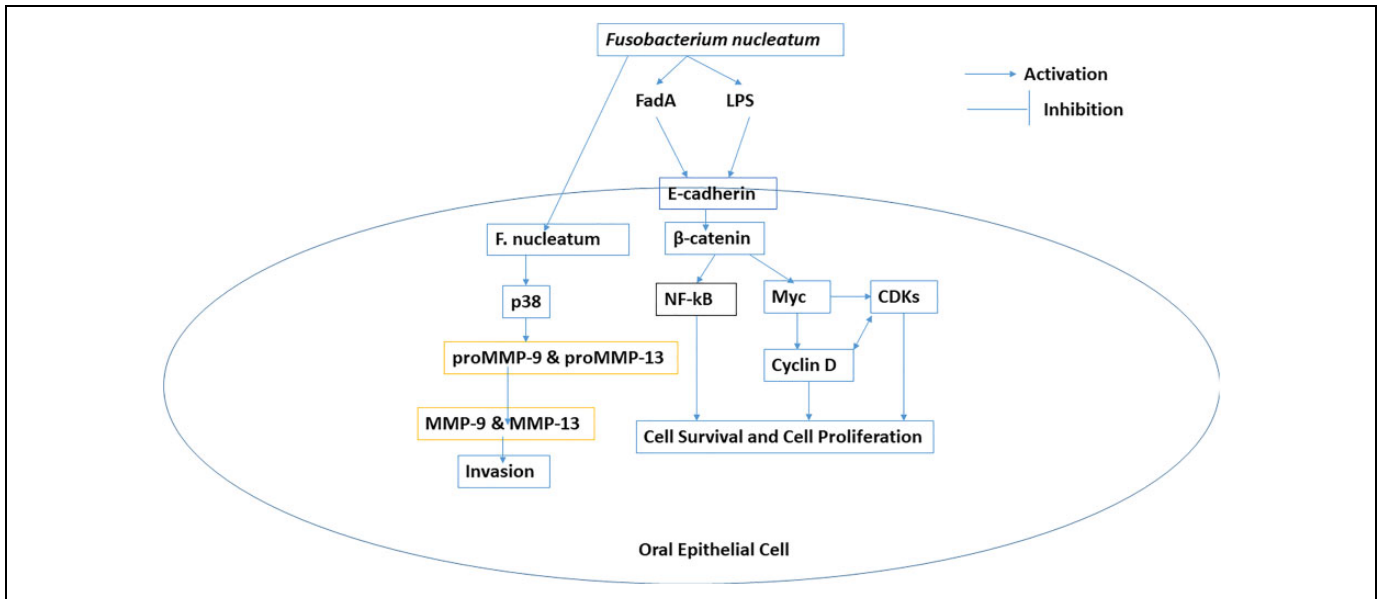 Fusobacterium nucleatum
Activation
FadA
LPS
Inhibition
E-cadherin
F. nucleatum
β-catenin
p38
NF-kB
Myc
CDKs
proMMP-9 & proMMP-13
Cyclin D
MMP-9 & MMP-13
Cell Survival and Cell Proliferation
Invasion
Oral Epithelial Cell